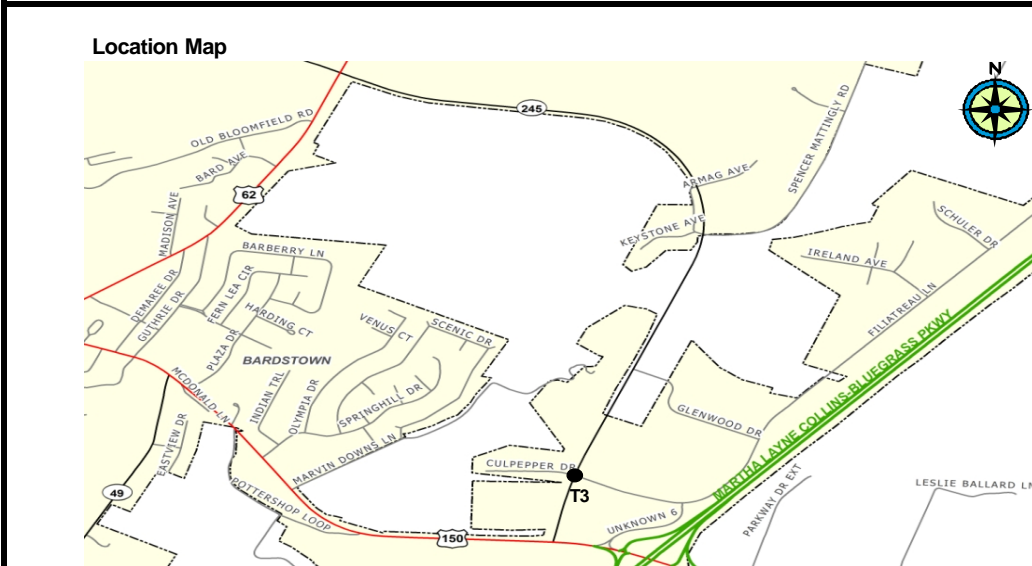 Location Map
N
245
OLD BLOOMFIELD RD
BARD AVE
62
MADISON AVE
ARMAG AVE
SPENCER MATTINGLY RD
KEYSTONE AVE
SCHULER DR
BARBERRY LN
IRELAND AVE
DEMAREE DR
GUTHRIE DR
FERN LEA CIR
HARDING CT
VENUS CT
SCENIC DR
FILIATREAU LN
PLAZA DR
BARDSTOWN
MARTHA LAYNE COLLINS-BLUEGRASS PKWY
MCDONALD LN
INDIAN TRL
OLYMPIA DR
SPRINGHILL DR
GLENWOOD DR
EASTVIEW DR
MARVIN DOWNS LN
CULPEPPER DR
T3
49
POTTERSHOP LOOP
UNKNOWN 6
PARKWAY DR EXT
LESLIE BALLARD LN
150